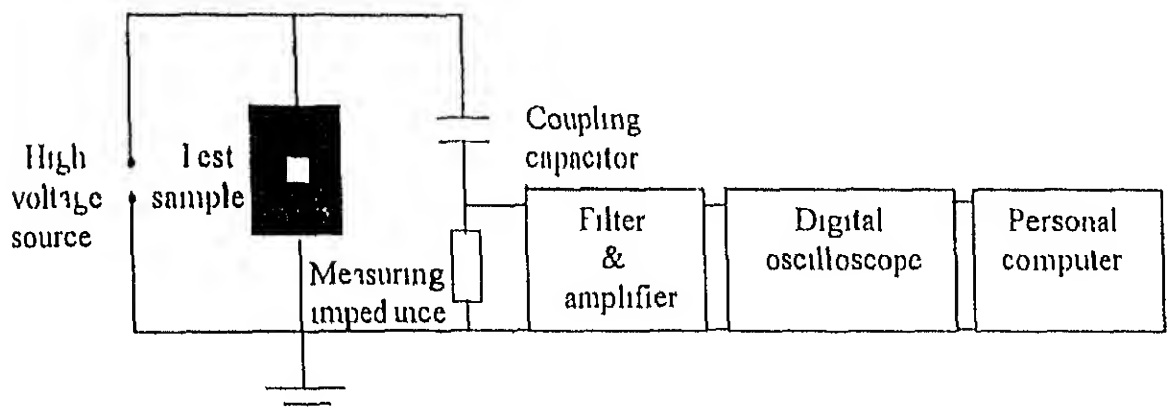 High
voltage
source
Test
sample
Coupling
capacitor
Measuring
impedance
Filter
&
amplifier
Digital
oscilloscope
Personal
computer